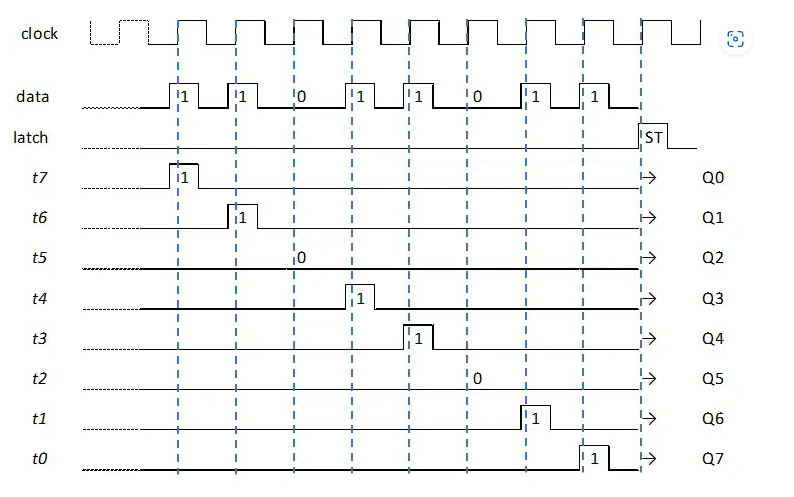 clock
data 1 1 0 1 1 0 1 1
latch ST
t7 1 → Q0
t6 1 → Q1
t5 0 → Q2
t4 1 → Q3
t3 1 → Q4
t2 0 → Q5
t1 1 → Q6
t0 1 → Q7